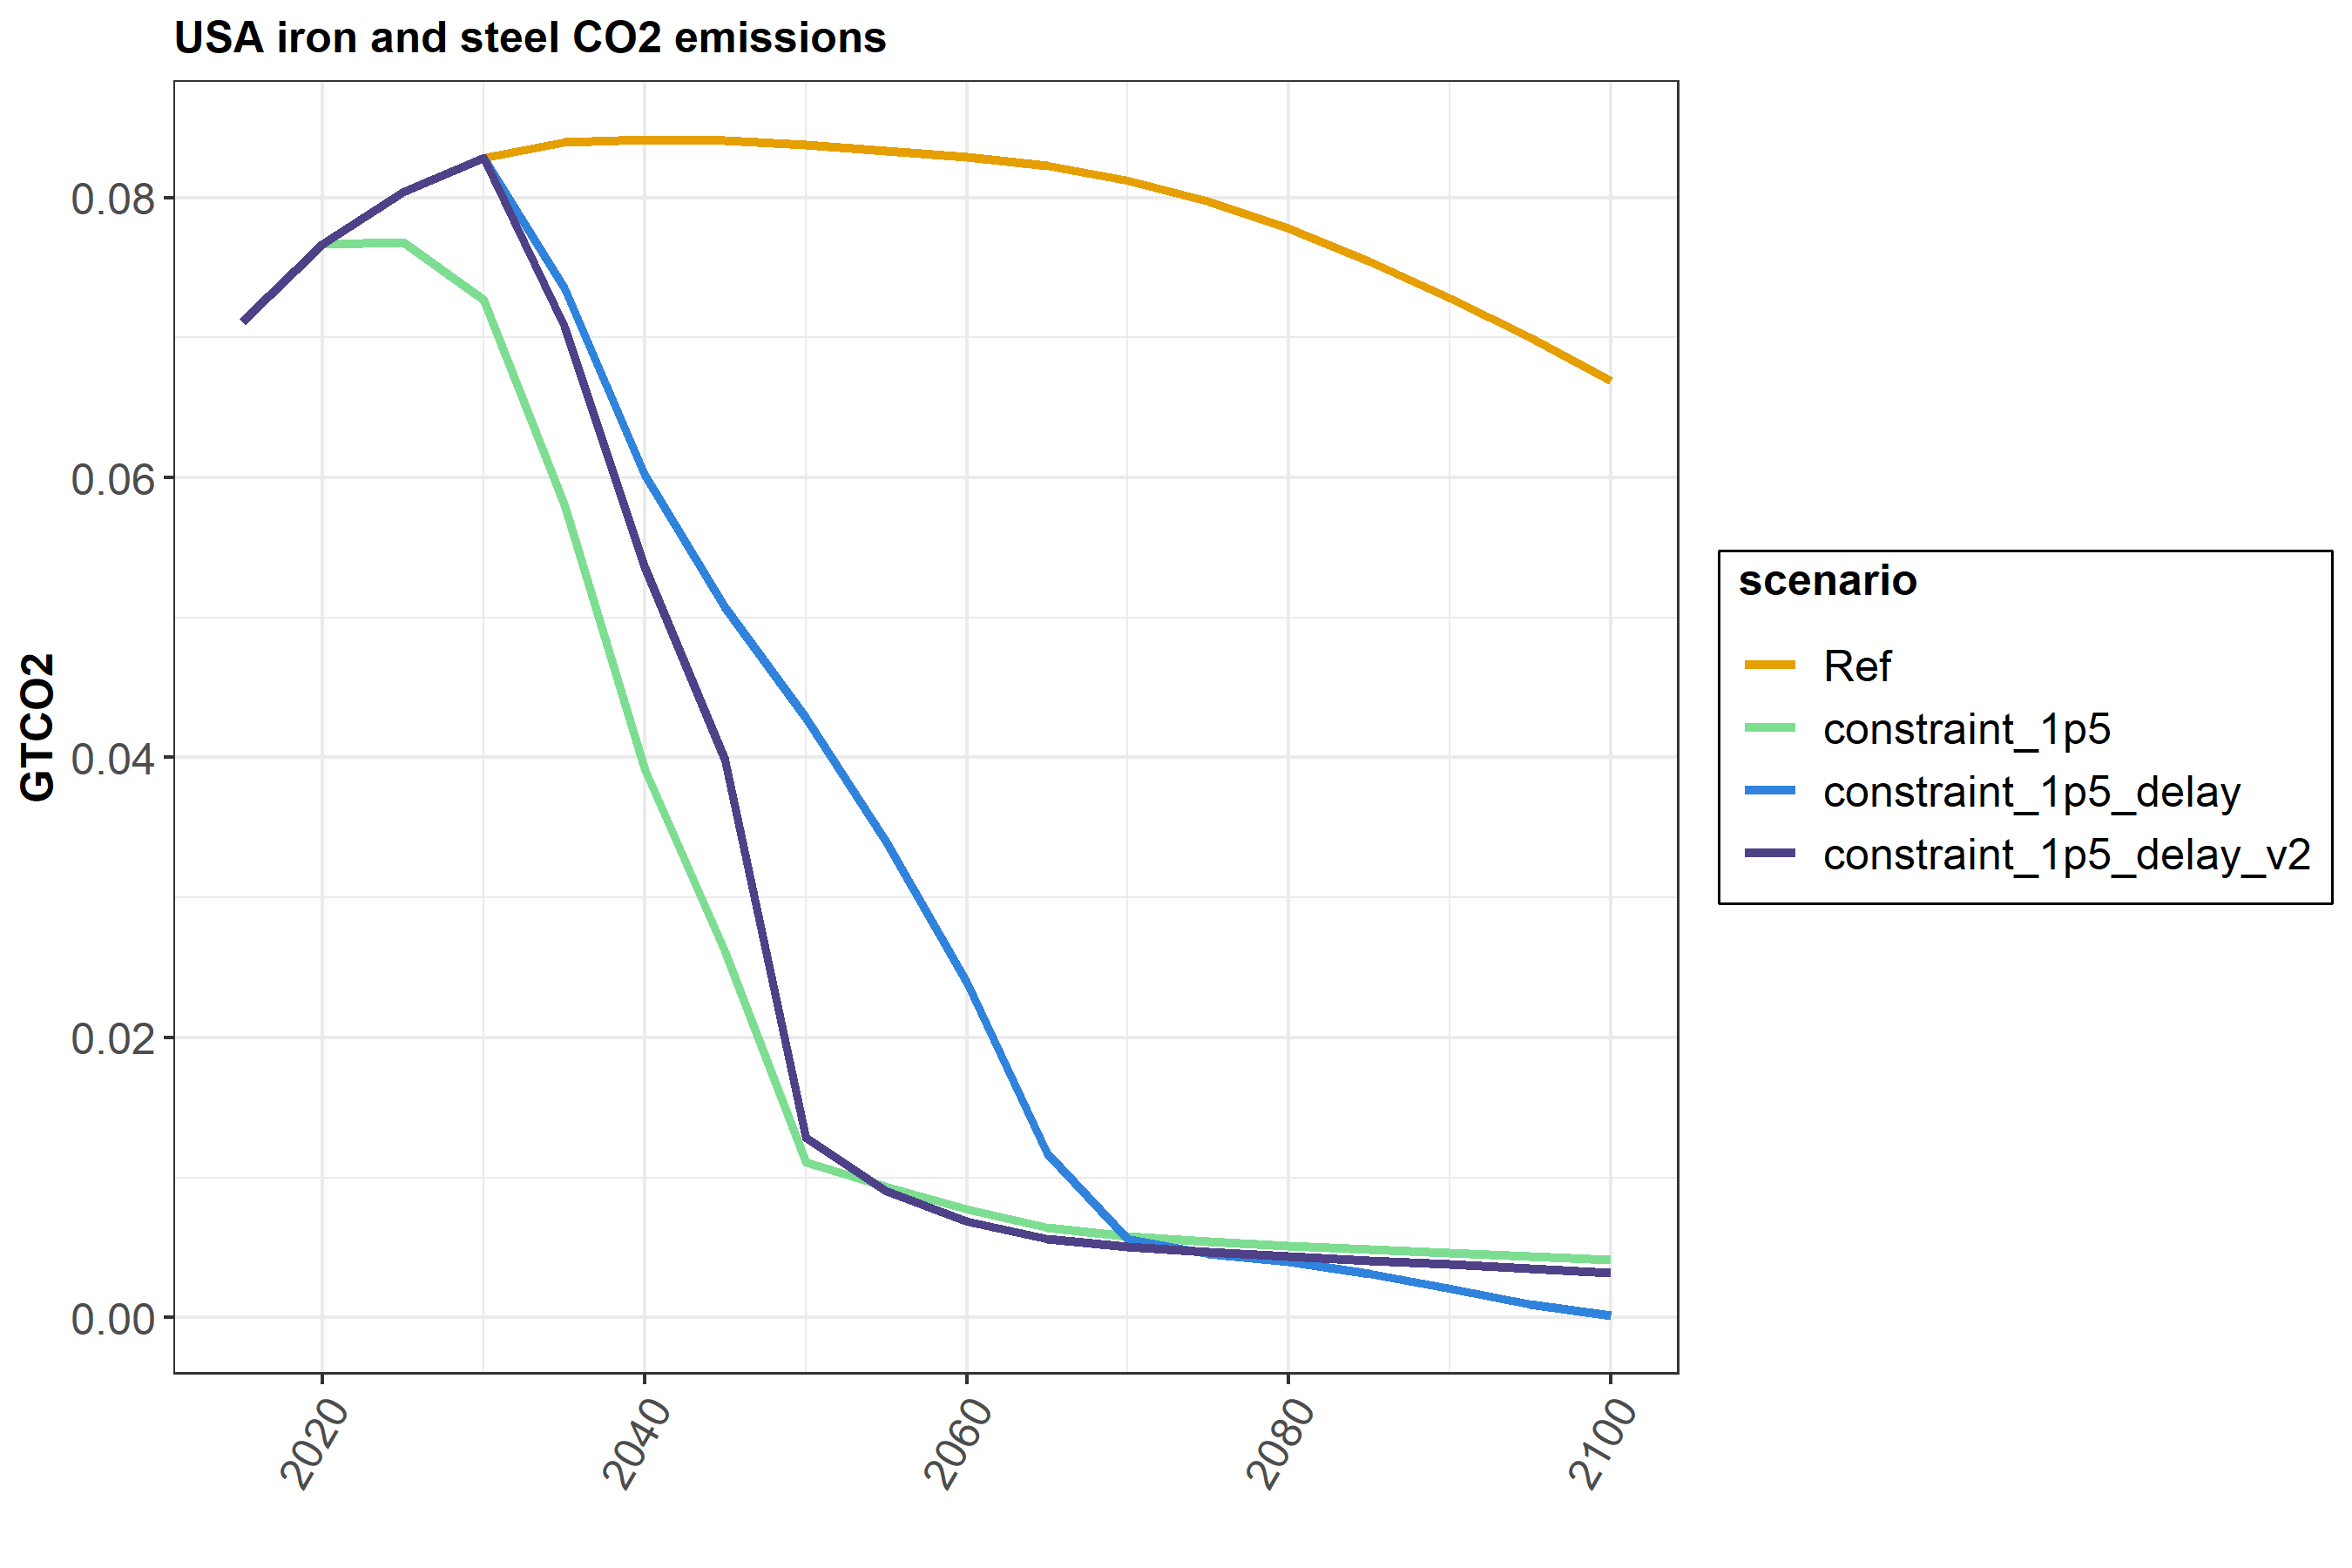 USA iron and steel CO2 emissions
GTCO2
0.08
0.06
0.04
0.02
0.00
2020
2040
2060
2080
2100
scenario
Ref
constraint_1p5
constraint_1p5_delay
constraint_1p5_delay_v2